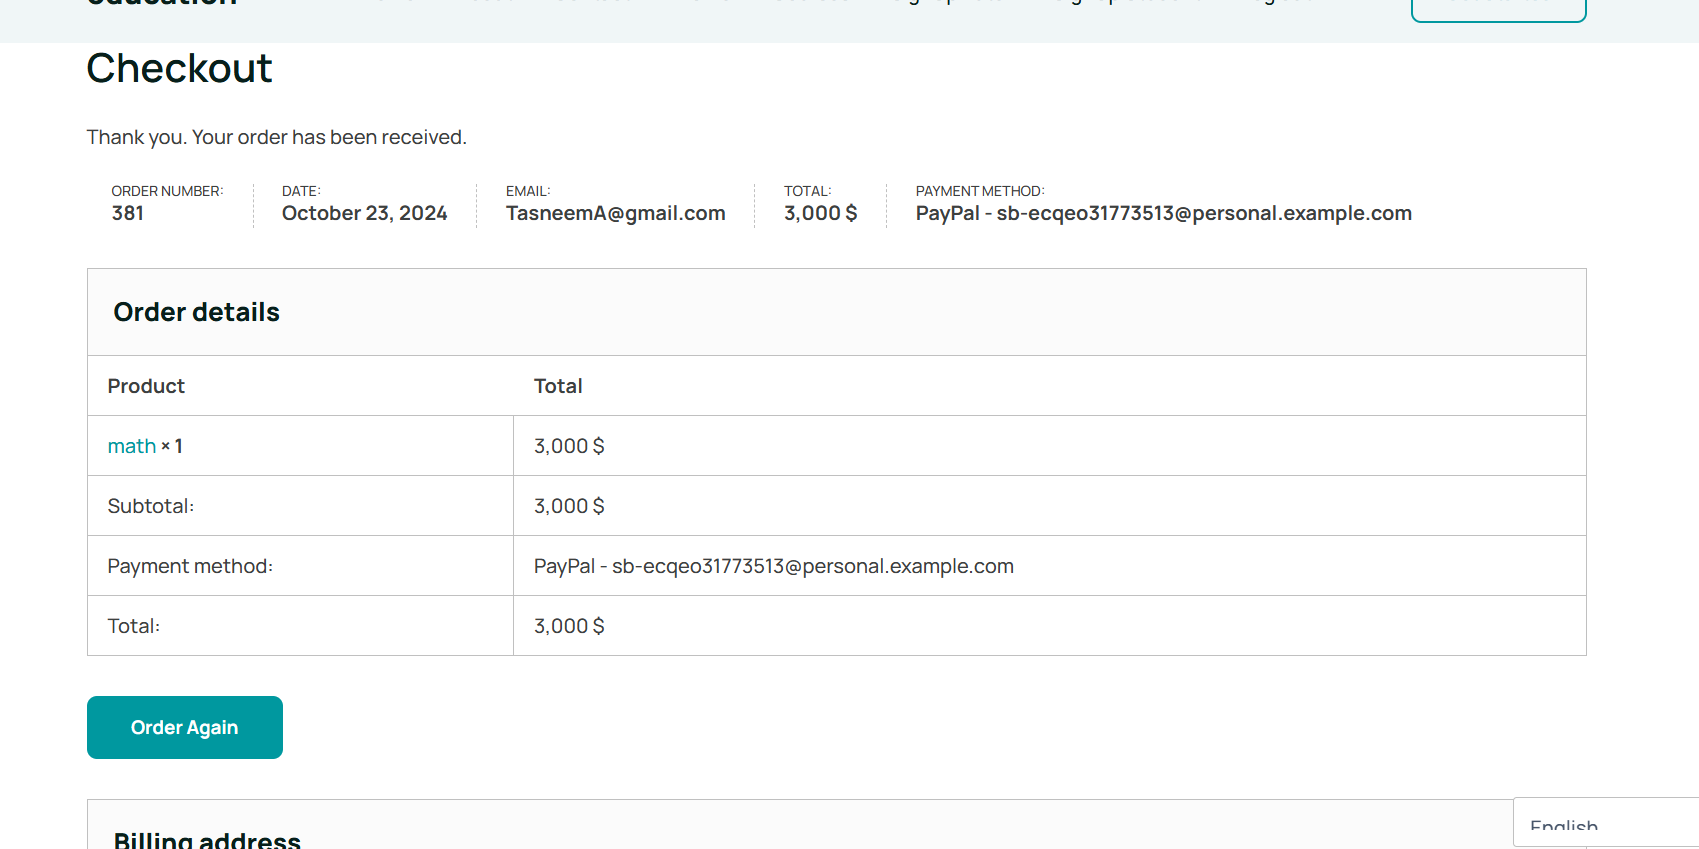 education
Checkout
Thank you. Your order has been received.
ORDER NUMBER:
381
DATE:
October 23, 2024
EMAIL:
TasneemA@gmail.com
TOTAL:
3,000 $
PAYMENT METHOD:
PayPal - sb-ecqeo31773513@personal.example.com
Order details
Product Total
math × 1 3,000 $
Subtotal: 3,000 $
Payment method: PayPal - sb-ecqeo31773513@personal.example.com
Total: 3,000 $
Order Again
Billing address
English